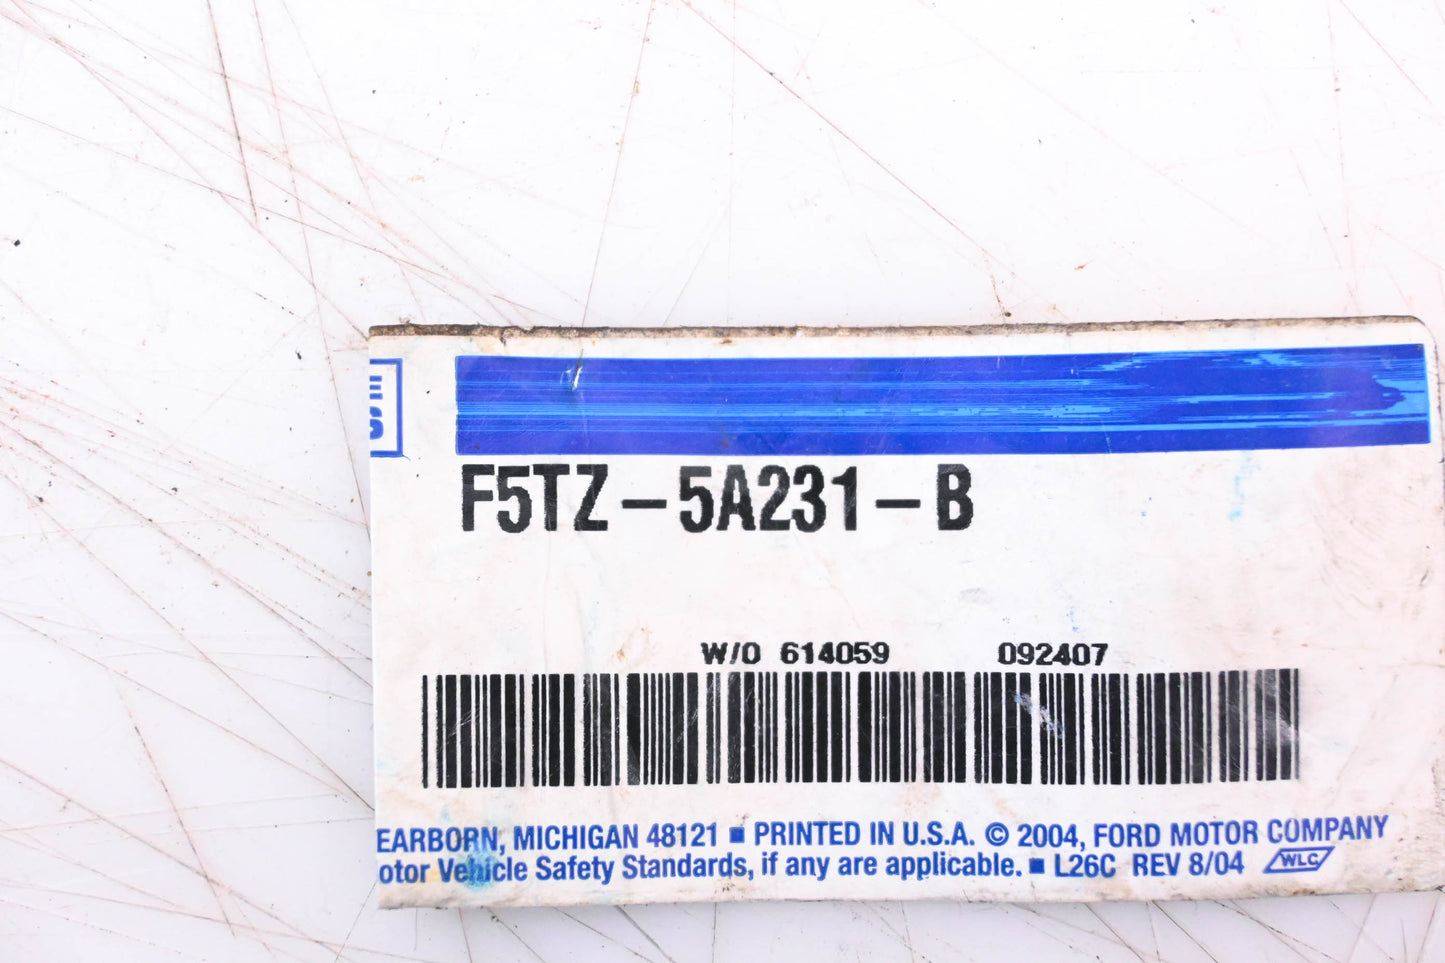 F5TZ-5A231-B
W/O 614059 092407
EARBORN, MICHIGAN 48121 ■ PRINTED IN U.S.A. © 2004, FORD MOTOR COMPANY
otor Vehicle Safety Standards, if any are applicable. ■ L26C REV 8/04 WLC